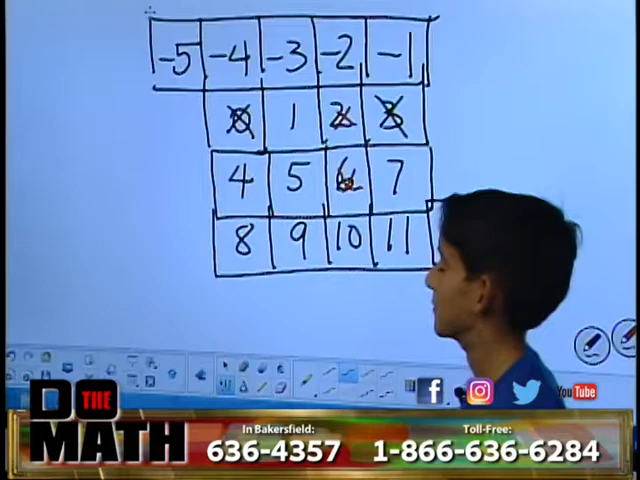 -5 -4 -3 -2 -1
0 1 2 3
4 5 6 7
8 9 10 11
DO THE MATH
In Bakersfield:
636-4357
Toll-Free:
1-866-636-6284
YouTube